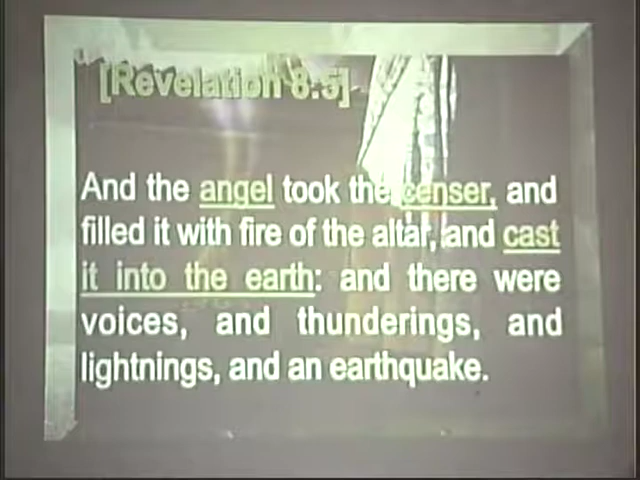 [Revelation 8:5]
And the angel took the censer, and
filled it with fire of the altar, and cast
it into the earth: and there were
voices, and thunderings, and
lightnings, and an earthquake.